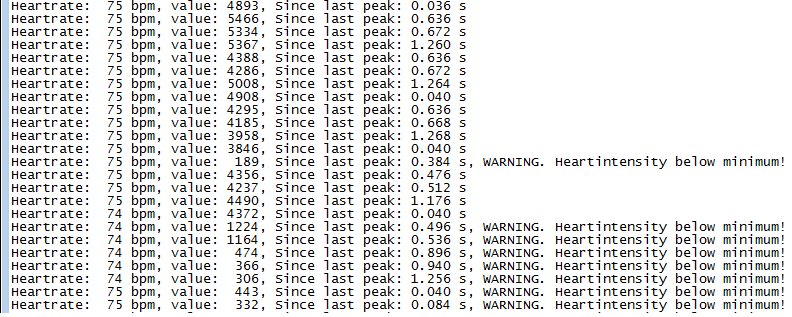 Heartrate:  75 bpm, value: 4893, Since last peak: 0.036 s
Heartrate:  75 bpm, value: 5466, Since last peak: 0.636 s
Heartrate:  75 bpm, value: 5334, Since last peak: 0.672 s
Heartrate:  75 bpm, value: 5367, Since last peak: 1.260 s
Heartrate:  75 bpm, value: 4388, Since last peak: 0.636 s
Heartrate:  75 bpm, value: 4286, Since last peak: 0.672 s
Heartrate:  75 bpm, value: 5008, Since last peak: 1.264 s
Heartrate:  75 bpm, value: 4908, Since last peak: 0.040 s
Heartrate:  75 bpm, value: 4295, Since last peak: 0.636 s
Heartrate:  75 bpm, value: 4185, Since last peak: 0.668 s
Heartrate:  75 bpm, value: 3958, Since last peak: 1.268 s
Heartrate:  75 bpm, value: 3846, Since last peak: 0.040 s
Heartrate:  75 bpm, value:  189, Since last peak: 0.384 s, WARNING. Heartintensity below minimum!
Heartrate:  75 bpm, value: 4356, Since last peak: 0.476 s
Heartrate:  75 bpm, value: 4237, Since last peak: 0.512 s
Heartrate:  75 bpm, value: 4490, Since last peak: 1.176 s
Heartrate:  74 bpm, value: 4372, Since last peak: 0.040 s
Heartrate:  74 bpm, value: 1224, Since last peak: 0.496 s, WARNING. Heartintensity below minimum!
Heartrate:  74 bpm, value: 1164, Since last peak: 0.536 s, WARNING. Heartintensity below minimum!
Heartrate:  74 bpm, value:  474, Since last peak: 0.896 s, WARNING. Heartintensity below minimum!
Heartrate:  74 bpm, value:  366, Since last peak: 0.940 s, WARNING. Heartintensity below minimum!
Heartrate:  74 bpm, value:  306, Since last peak: 1.256 s, WARNING. Heartintensity below minimum!
Heartrate:  75 bpm, value:  443, Since last peak: 0.040 s, WARNING. Heartintensity below minimum!
Heartrate:  75 bpm, value:  332, Since last peak: 0.084 s, WARNING. Heartintensity below minimum!